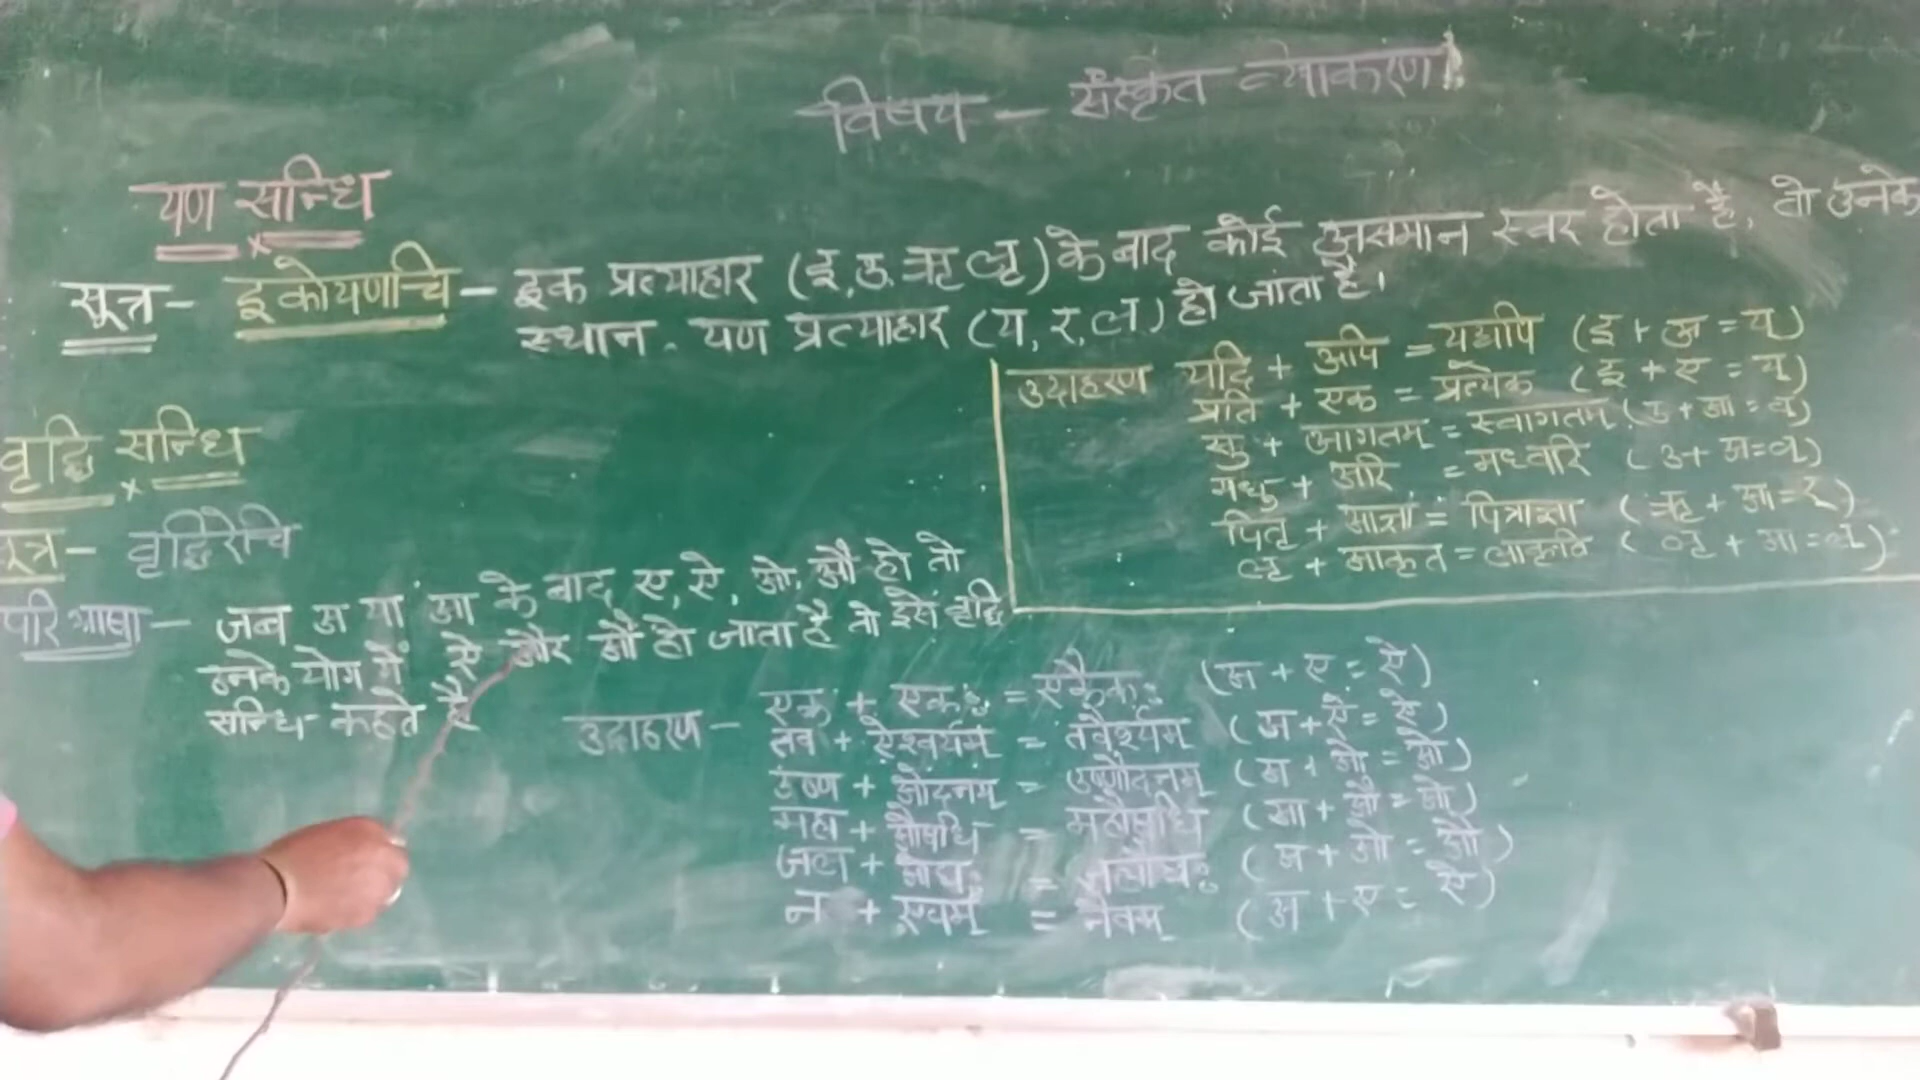 विषय - संस्कृत व्याकरण।
यण सन्धि
सूत्र - इकोयणचि - इक प्रत्याहार (इ, उ, ऋ लृ) के बाद कोई असमान स्वर होता है, तो उनके
स्थान - यण प्रत्याहार (य, र, ल) हो जाता है।
उदाहरण यदि + अपि = यद्यपि (इ + अ = य्)
प्रति + एक = प्रत्येक (इ + ए = य्)
सु + आगतम् = स्वागतम् (उ + आ = व्)
मधु + अरि = मध्वारि (उ + अ = व्)
पितृ + आज्ञा = पित्राज्ञा (ऋ + आ = र्)
लृ + आकृत = लाकृति (लृ + आ = ल्)
वृद्धि सन्धि
सूत्र - वृद्धिरेचि
परिभाषा - जब अ या आ के बाद ए, ऐ, ओ, औ हो तो
उनके योग में ऐ और औ हो जाता है तो इसे वृद्धि
सन्धि - कहते है
उदाहरण - एक + एकः = एकैकः (अ + ए = ऐ)
तव + ऐश्वर्यम् = तवैश्र्यम् (अ + ऐ = ऐ)
उष्ण + ओदनम् = उष्णौदनम् (अ + ओ = औ)
महा + औषधि = महौषधि (आ + औ = औ)
जल + ओघः = जलौघः (अ + ओ = औ)
न + एवम् = नैवम् (अ + ए = ऐ)